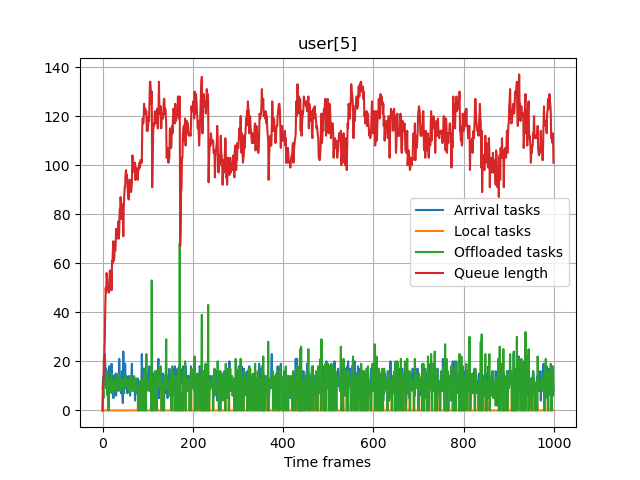 user[5]
140
120
100
80
60
40
20
0
Arrival tasks
Local tasks
Offloaded tasks
Queue length
0 200 400 600 800 1000
Time frames